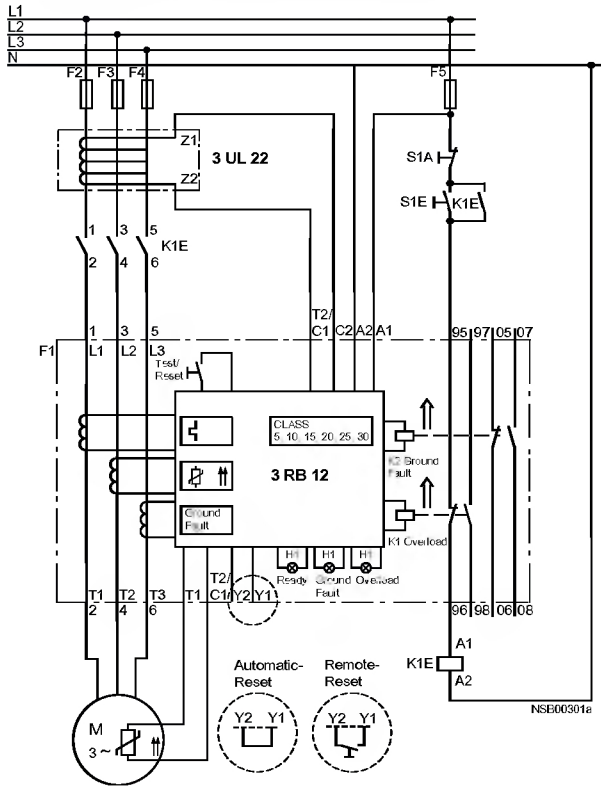 L1
L2
L3
N
F2 F3 F4 F5
Z1
3 UL 22
Z2
S1A
S1E K1E
1 3 5
K1E
2 4 6
T2/
C1 C2 A2 A1
1 3 5
95 97 05 07
F1 L1 L2 L3
Test/
Reset
CLASS
5, 10, 15, 20, 25, 30
K2 Ground
Fault
3 RB 12
Ground
Fault
K1 Overload
H1 H1 H1
Ready Ground Overload
Fault
T1 T2 T3 T1 T2/
C1 Y2 Y1
2 4 6
96 98 06 08
A1
K1E
A2
NSB00301a
Automatic-
Reset
Remote-
Reset
Y2 Y1
Y2 Y1
M
3 ~